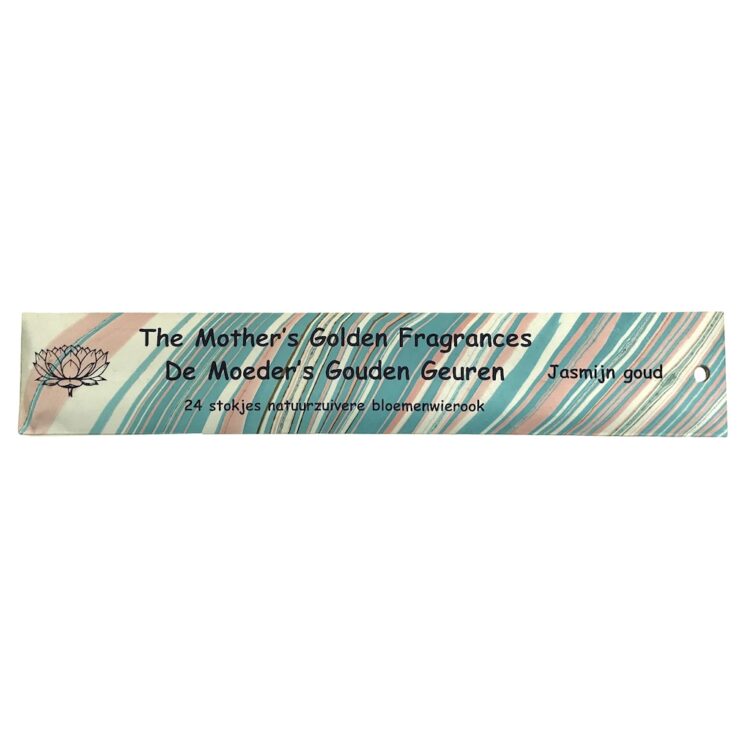 The Mother's Golden Fragrances
De Moeder's Gouden Geuren
Jasmijn goud
24 stokjes natuurzuivere bloemenwierook